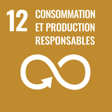 12 CONSOMMATION
ET PRODUCTION
RESPONSABLES